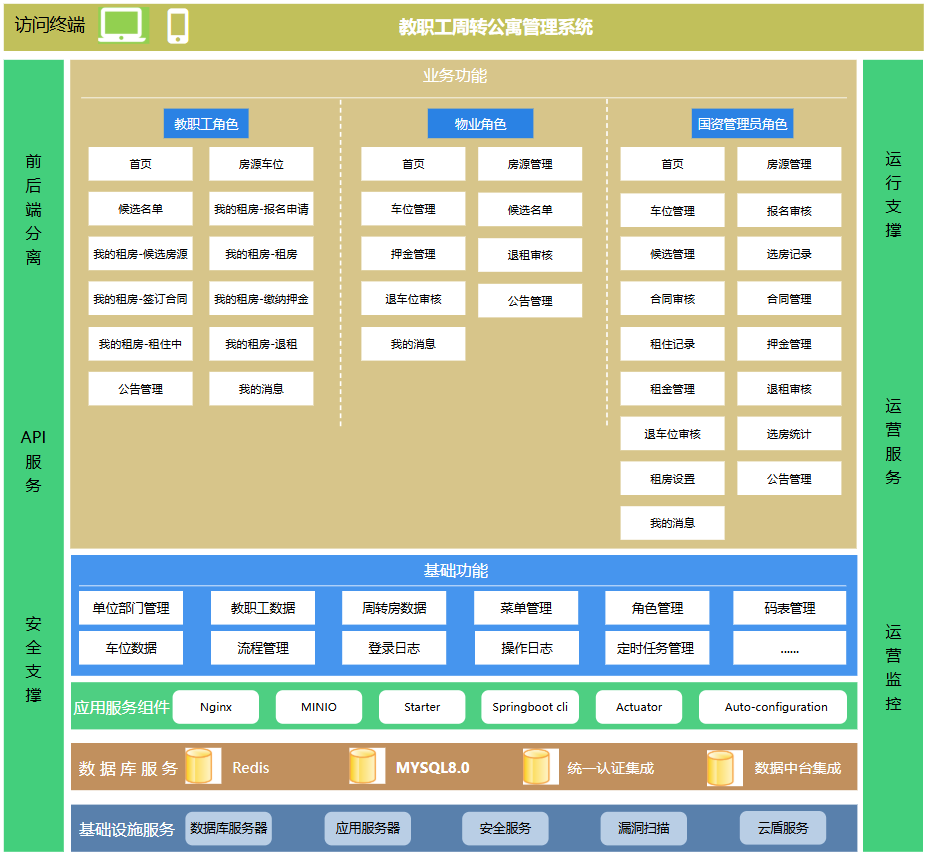 访问终端
教职工周转公寓管理系统
前后端分离
API服务
安全支撑
业务功能
教职工角色
首页 房源车位
候选名单 我的租房-报名申请
我的租房-候选房源 我的租房-租房
我的租房-签订合同 我的租房-缴纳押金
我的租房-租住中 我的租房-退租
公告管理 我的消息
物业角色
首页 房源管理
车位管理 候选名单
押金管理 退租审核
退车位审核 公告管理
我的消息
国资管理员角色
首页 房源管理
车位管理 报名审核
候选管理 选房记录
合同审核 合同管理
租住记录 押金管理
租金管理 退租审核
退车位审核 选房统计
租房设置 公告管理
我的消息
基础功能
单位部门管理 教职工数据 周转房数据 菜单管理 角色管理 码表管理
车位数据 流程管理 登录日志 操作日志 定时任务管理 ......
应用服务组件 Nginx MINIO Starter Springboot cli Actuator Auto-configuration
数据库服务 Redis MYSQL8.0 统一认证集成 数据中台集成
基础设施服务 数据库服务器 应用服务器 安全服务 漏洞扫描 云盾服务
运行支撑
运营服务
运营监控